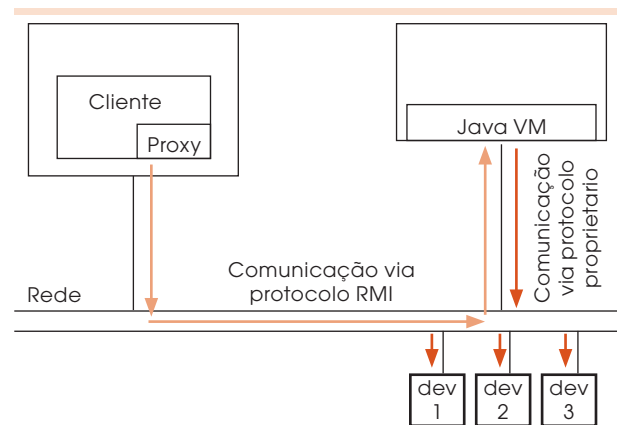 Cliente
Proxy
Java VM
Comunicação
via protocolo
proprietario
Comunicação via
protocolo RMI
Rede
dev
1
dev
2
dev
3